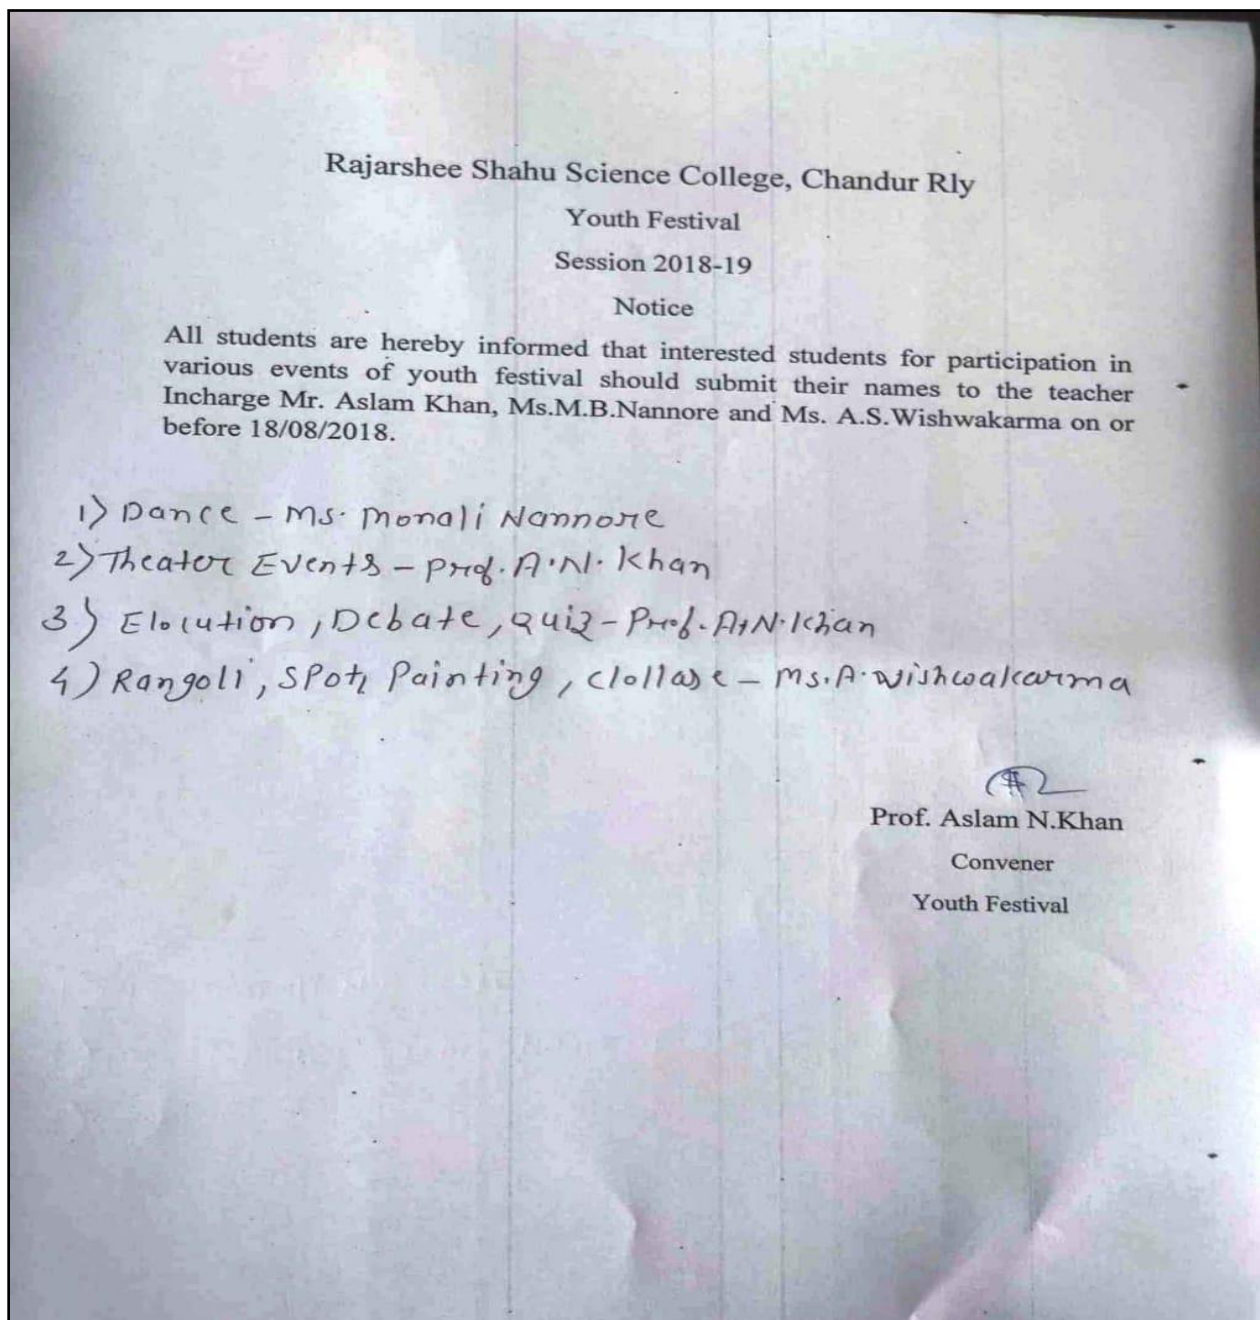 Rajarshee Shahu Science College, Chandur Rly
Youth Festival
Session 2018-19
Notice
All students are hereby informed that interested students for participation in
various events of youth festival should submit their names to the teacher
Incharge Mr. Aslam Khan, Ms.M.B.Nannore and Ms. A.S.Wishwakarma on or
before 18/08/2018.
1) Dance - Ms. Monali Nannore
2) Theater Events - Prof. A.N. Khan
3) Elocution, Debate, Quiz - Prof. A.N. Khan
4) Rangoli, Spot Painting, Clollase - Ms. A. Wishwakarma
Prof. Aslam N.Khan
Convener
Youth Festival